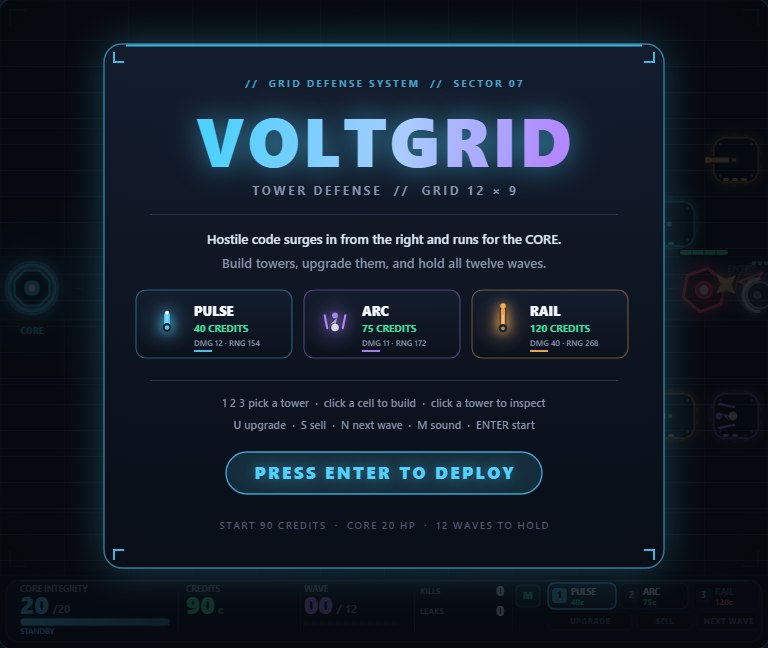 // GRID DEFENSE SYSTEM // SECTOR 07
VOLTGRID
TOWER DEFENSE // GRID 12 × 9
Hostile code surges in from the right and runs for the CORE.
Build towers, upgrade them, and hold all twelve waves.
PULSE
40 CREDITS
DMG 12 · RNG 154
ARC
75 CREDITS
DMG 11 · RNG 172
RAIL
120 CREDITS
DMG 40 · RNG 268
CORE
1 2 3 pick a tower · click a cell to build · click a tower to inspect
U upgrade · S sell · N next wave · M sound · ENTER start
PRESS ENTER TO DEPLOY
START 90 CREDITS · CORE 20 HP · 12 WAVES TO HOLD
CORE INTEGRITY
20 /20
STANDBY
CREDITS
90 c
WAVE
00 / 12
KILLS 0
LEAKS 0
M
1 PULSE 40c
2 ARC 75c
3 RAIL 120c
UPGRADE
SELL
NEXT WAVE